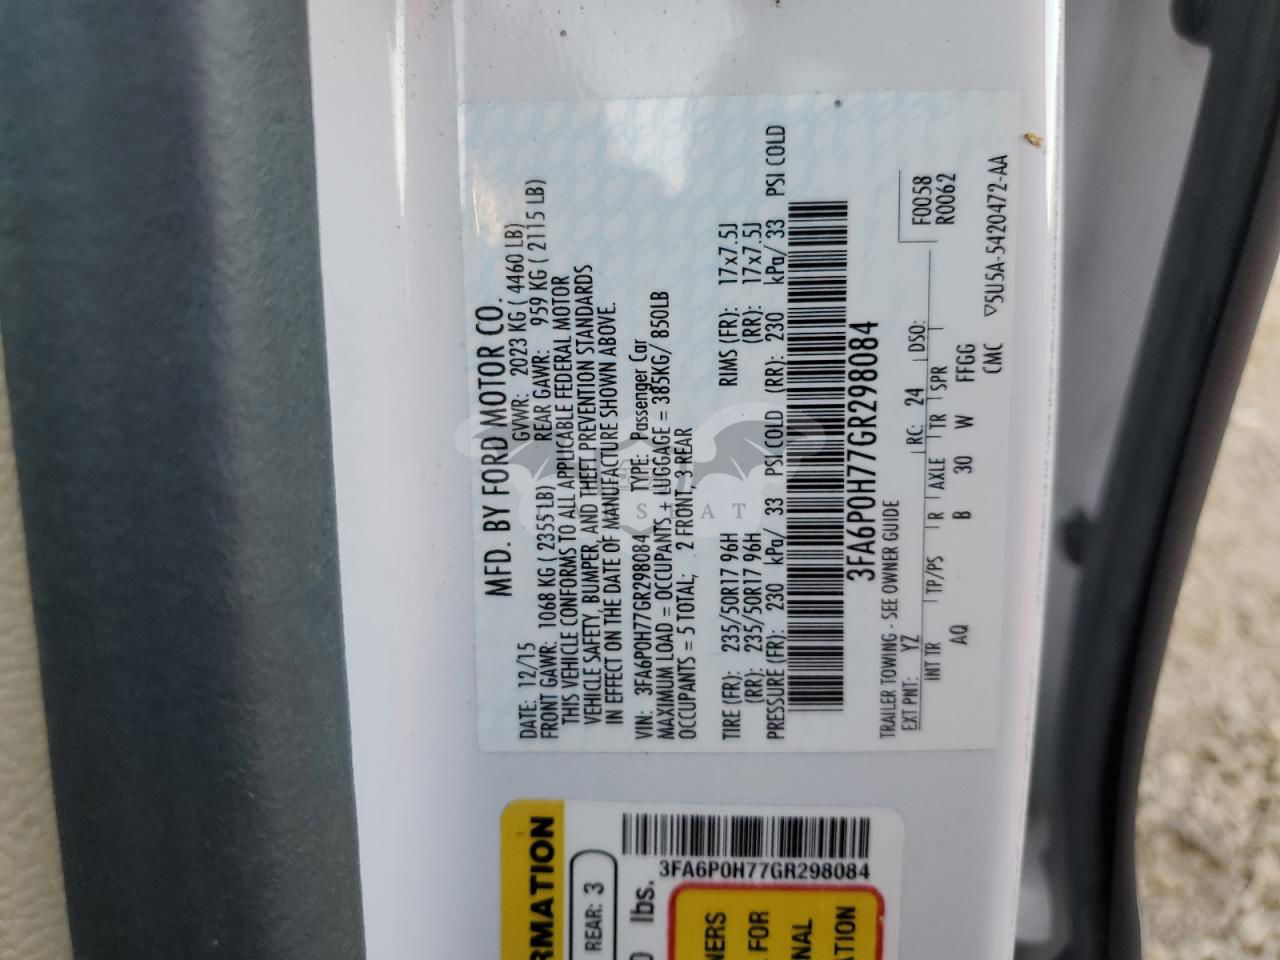 MFD. BY FORD MOTOR CO.
DATE: 12/15 GVWR: 2023 KG ( 4460 LB)
FRONT GAWR: 1068 KG ( 2355 LB) REAR GAWR: 959 KG ( 2115 LB)
THIS VEHICLE CONFORMS TO ALL APPLICABLE FEDERAL MOTOR
VEHICLE SAFETY, BUMPER, AND THEFT PREVENTION STANDARDS
IN EFFECT ON THE DATE OF MANUFACTURE SHOWN ABOVE.
VIN: 3FA6P0H77GR298084 TYPE: Passenger Car
MAXIMUM LOAD = OCCUPANTS + LUGGAGE = 385KG/ 850LB
OCCUPANTS = 5 TOTAL; 2 FRONT, 3 REAR
TIRE (FR): 235/50R17 96H RIMS (FR): 17x7.5J
(RR): 235/50R17 96H (RR): 17x7.5J
PRESSURE (FR): 230 kPa/ 33 PSI COLD (RR): 230 kPa/ 33 PSI COLD
3FA6P0H77GR298084
TRAILER TOWING - SEE OWNER GUIDE
EXT PNT: YZ RC: 24 DSO:
F0058
R0062
INT TR TP/PS R AXLE TR SPR
AQ B 30 W FFGG
CMC ▽5U5A-5420472-AA
RMATION
REAR: 3
lbs.
3FA6P0H77GR298084
NERS
FOR
NAL
ATION